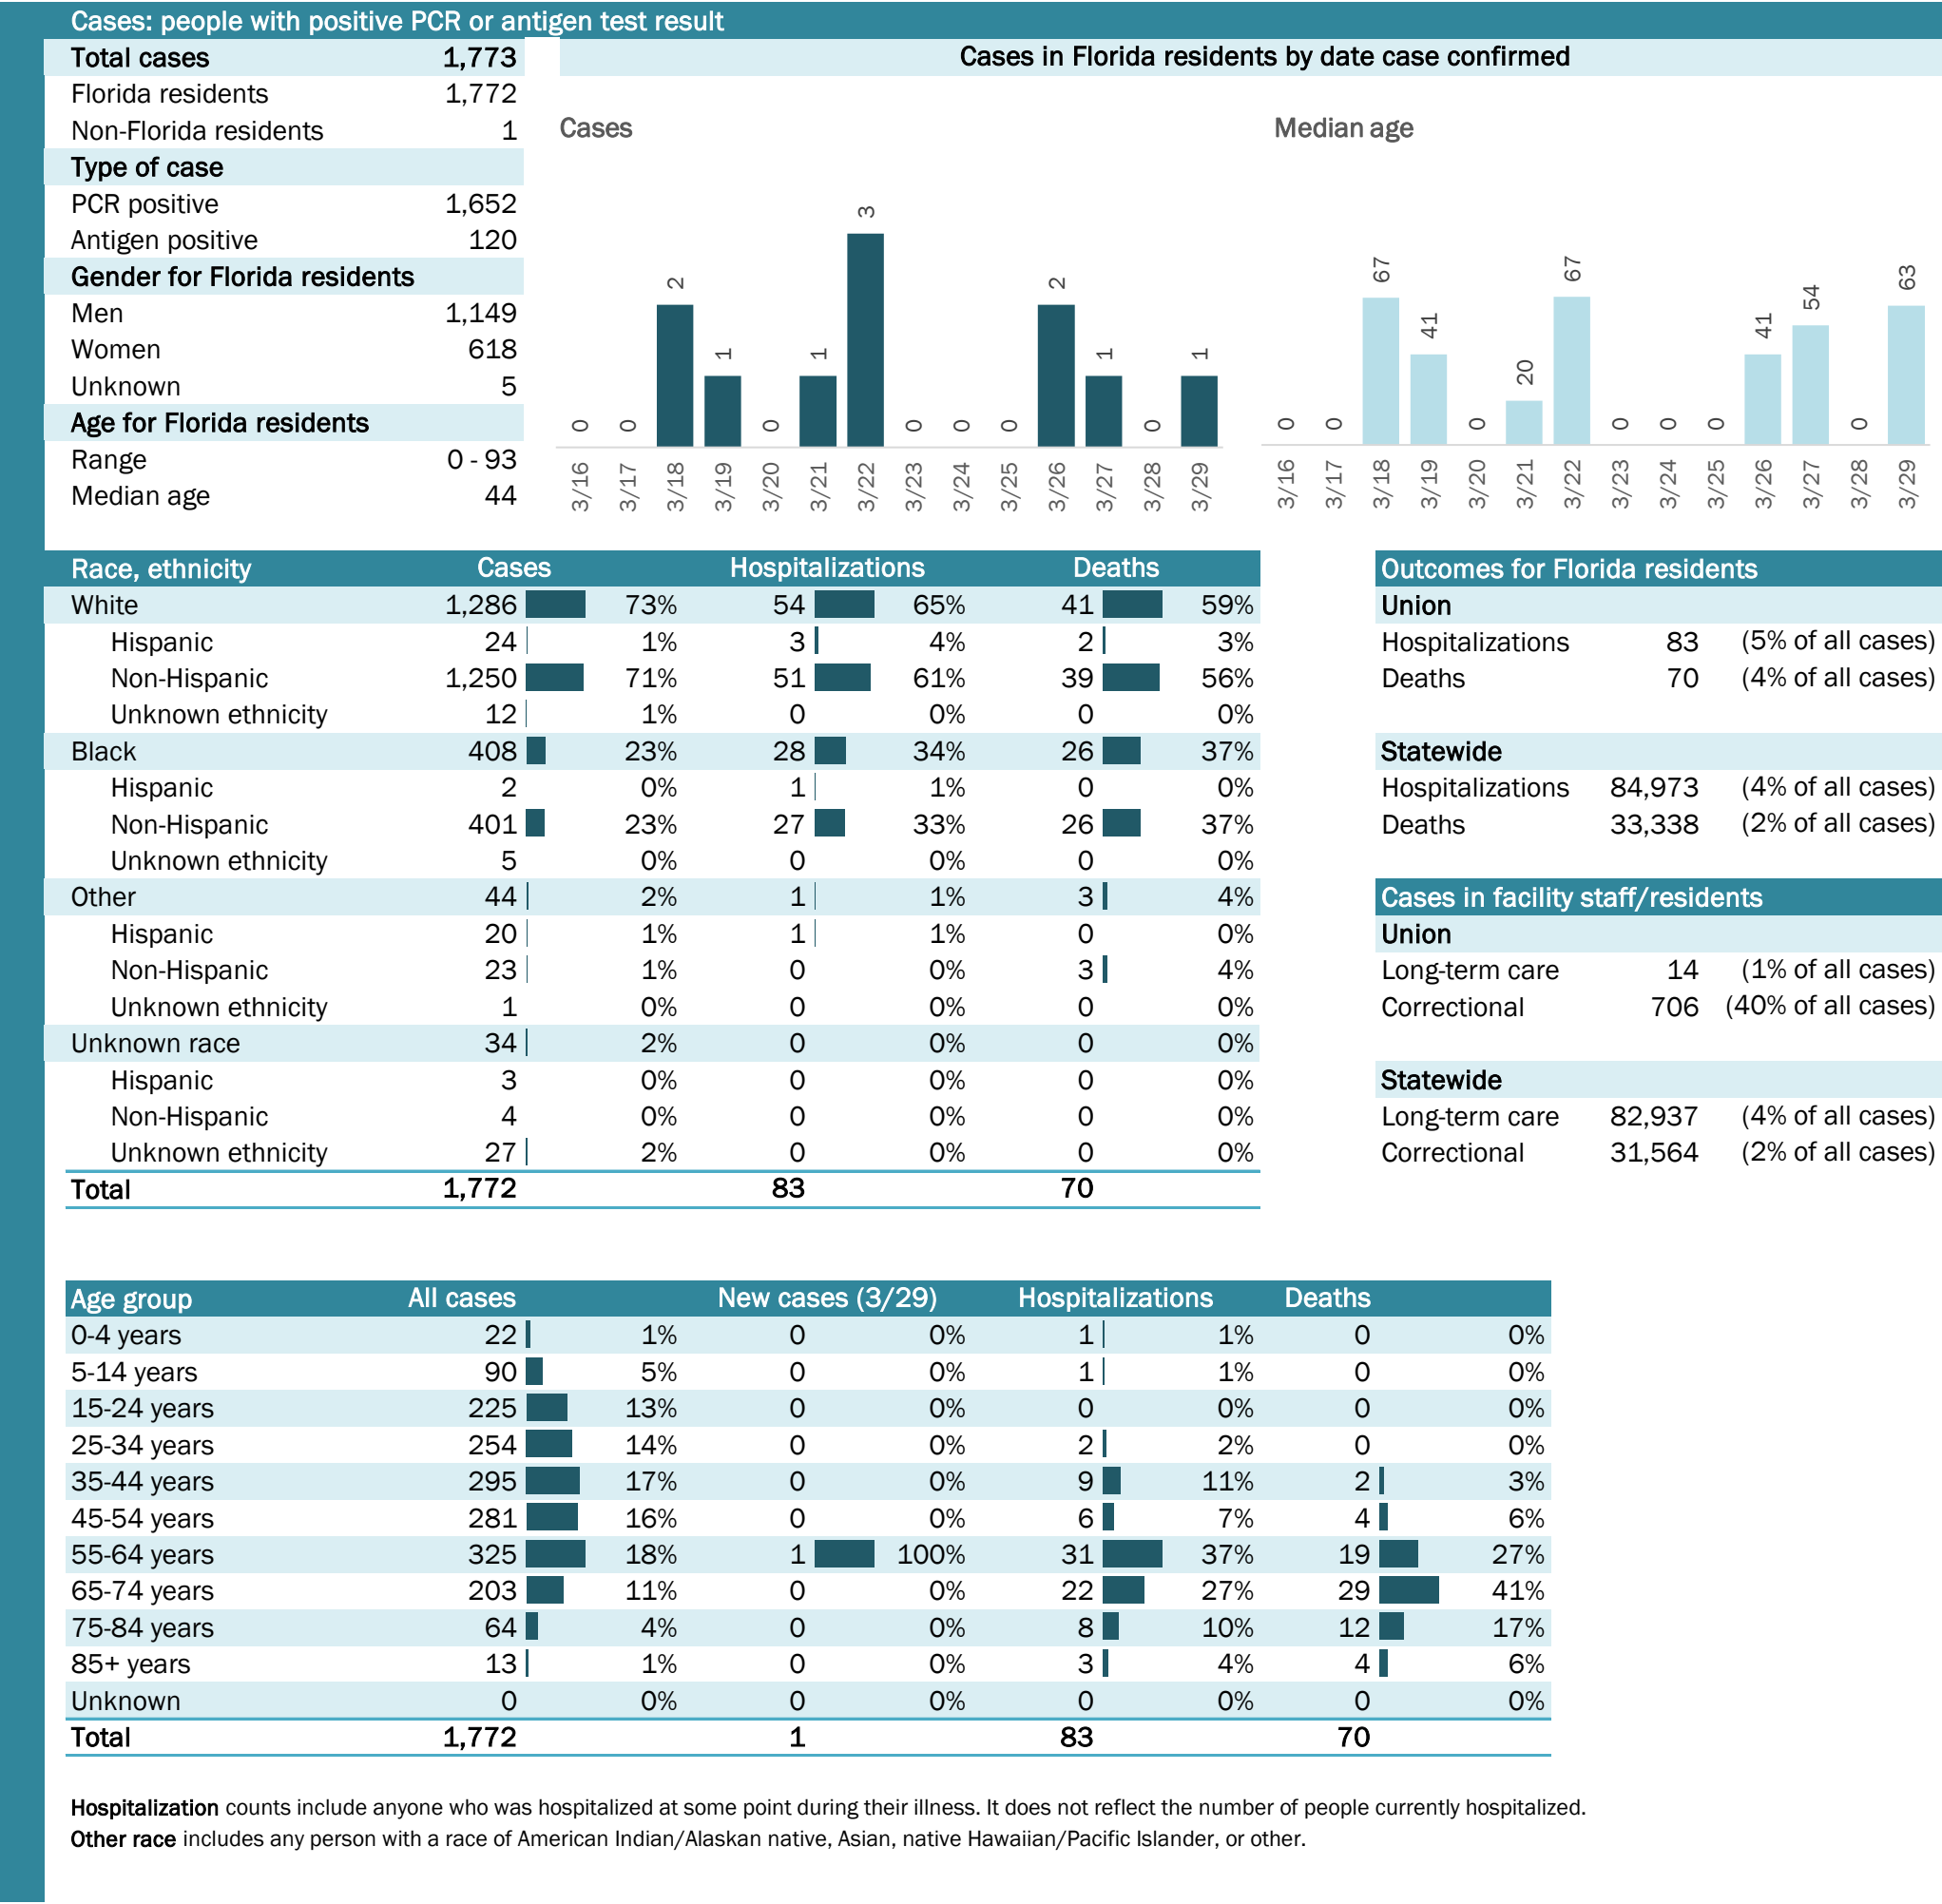 Cases: people with positive PCR or antigen test result
Total cases 1,773
Florida residents 1,772
Non-Florida residents 1
Type of case
PCR positive 1,652
Antigen positive 120
Gender for Florida residents
Men 1,149
Women 618
Unknown 5
Age for Florida residents
Range 0 - 93
Median age 44
Cases in Florida residents by date case confirmed
Cases
0 0 2 1 0 1 3 0 0 0 2 1 0 1
3/16 3/17 3/18 3/19 3/20 3/21 3/22 3/23 3/24 3/25 3/26 3/27 3/28 3/29
Median age
0 0 67 41 0 20 67 0 0 0 41 54 0 63
3/16 3/17 3/18 3/19 3/20 3/21 3/22 3/23 3/24 3/25 3/26 3/27 3/28 3/29
Race, ethnicity Cases Hospitalizations Deaths
White 1,286 73% 54 65% 41 59%
Hispanic 24 1% 3 4% 2 3%
Non-Hispanic 1,250 71% 51 61% 39 56%
Unknown ethnicity 12 1% 0 0% 0 0%
Black 408 23% 28 34% 26 37%
Hispanic 2 0% 1 1% 0 0%
Non-Hispanic 401 23% 27 33% 26 37%
Unknown ethnicity 5 0% 0 0% 0 0%
Other 44 2% 1 1% 3 4%
Hispanic 20 1% 1 1% 0 0%
Non-Hispanic 23 1% 0 0% 3 4%
Unknown ethnicity 1 0% 0 0% 0 0%
Unknown race 34 2% 0 0% 0 0%
Hispanic 3 0% 0 0% 0 0%
Non-Hispanic 4 0% 0 0% 0 0%
Unknown ethnicity 27 2% 0 0% 0 0%
Total 1,772 83 70
Outcomes for Florida residents
Union
Hospitalizations 83 (5% of all cases)
Deaths 70 (4% of all cases)
Statewide
Hospitalizations 84,973 (4% of all cases)
Deaths 33,338 (2% of all cases)
Cases in facility staff/residents
Union
Long-term care 14 (1% of all cases)
Correctional 706 (40% of all cases)
Statewide
Long-term care 82,937 (4% of all cases)
Correctional 31,564 (2% of all cases)
Age group All cases New cases (3/29) Hospitalizations Deaths
0-4 years 22 1% 0 0% 1 1% 0 0%
5-14 years 90 5% 0 0% 1 1% 0 0%
15-24 years 225 13% 0 0% 0 0% 0 0%
25-34 years 254 14% 0 0% 2 2% 0 0%
35-44 years 295 17% 0 0% 9 11% 2 3%
45-54 years 281 16% 0 0% 6 7% 4 6%
55-64 years 325 18% 1 100% 31 37% 19 27%
65-74 years 203 11% 0 0% 22 27% 29 41%
75-84 years 64 4% 0 0% 8 10% 12 17%
85+ years 13 1% 0 0% 3 4% 4 6%
Unknown 0 0% 0 0% 0 0% 0 0%
Total 1,772 1 83 70
Hospitalization counts include anyone who was hospitalized at some point during their illness. It does not reflect the number of people currently hospitalized.
Other race includes any person with a race of American Indian/Alaskan native, Asian, native Hawaiian/Pacific Islander, or other.